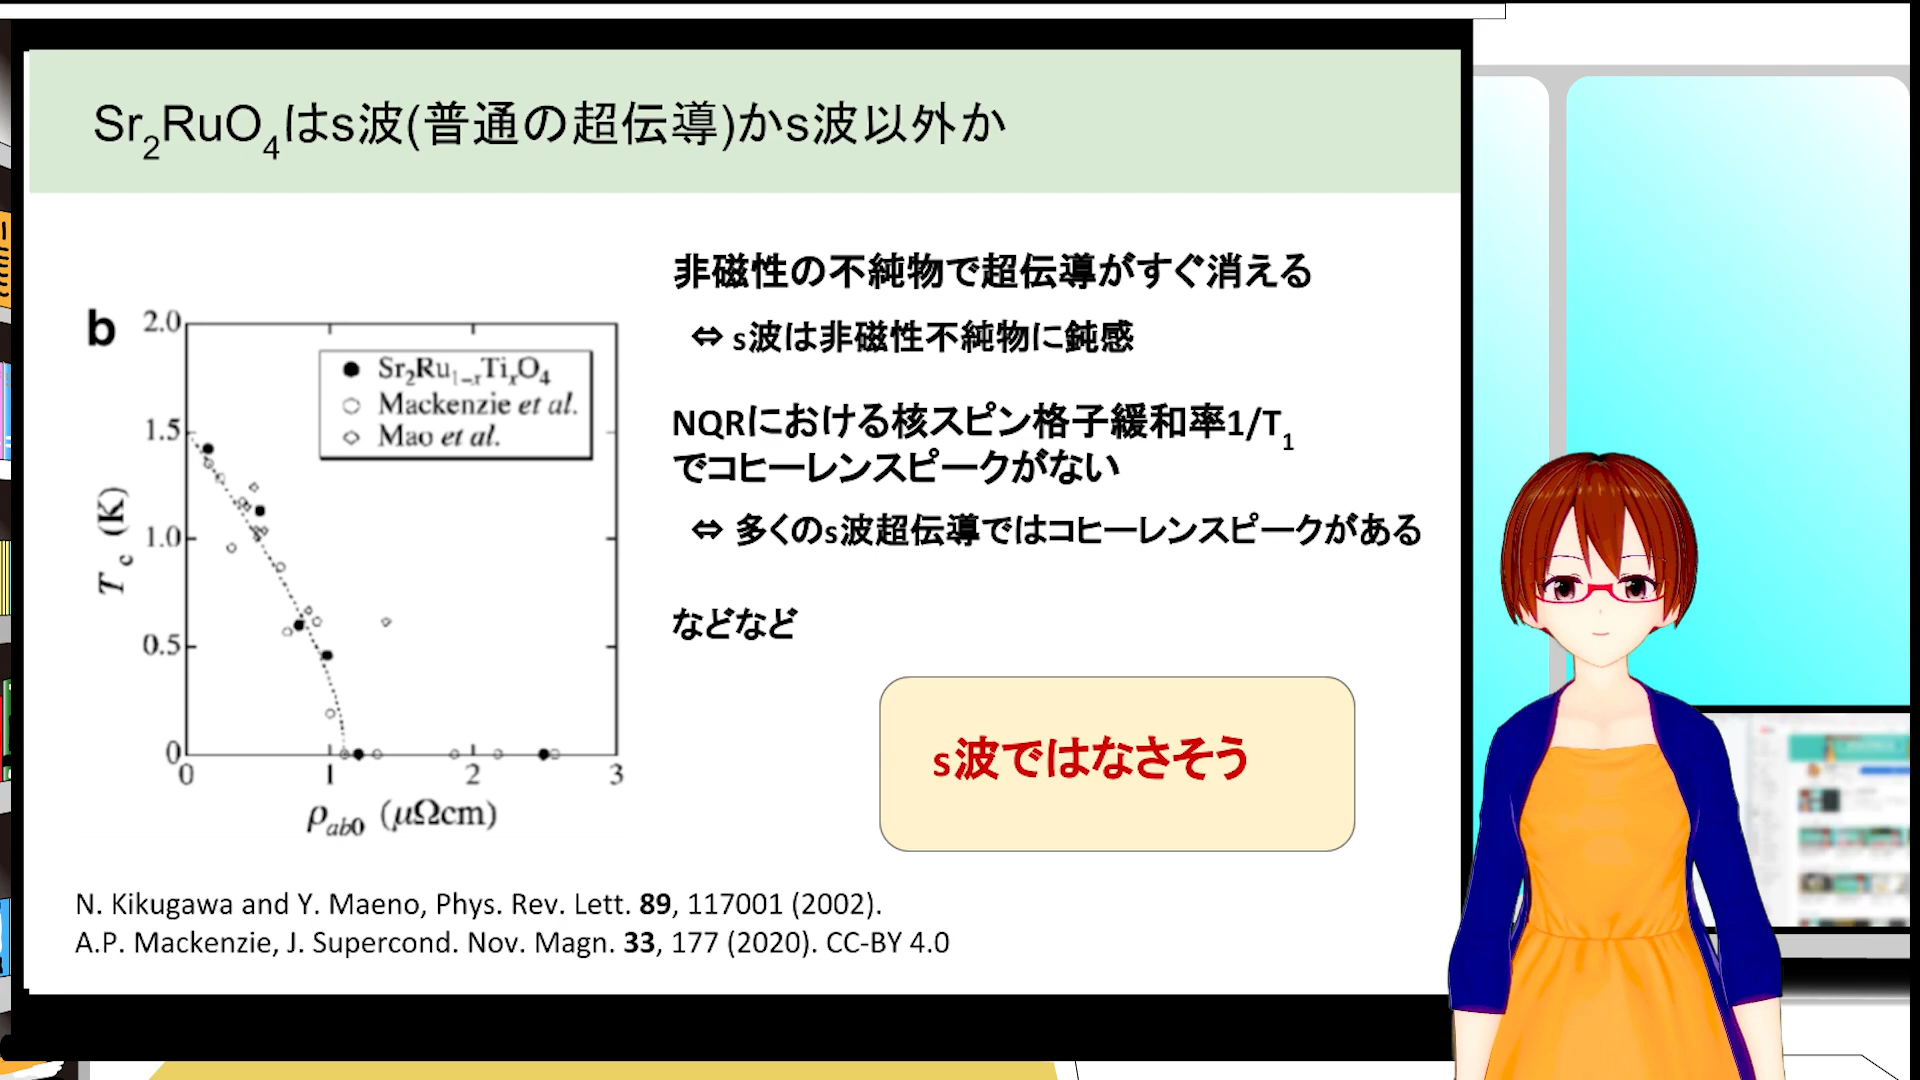 Sr2RuO4はs波(普通の超伝導)かs波以外か
非磁性の不純物で超伝導がすぐ消える
⇔ s波は非磁性不純物に鈍感
NQRにおける核スピン格子緩和率1/T1
でコヒーレンスピークがない
⇔ 多くのs波超伝導ではコヒーレンスピークがある
などなど
s波ではなさそう
b
2.0
1.5
1.0
0.5
0
Tc (K)
Sr2Ru1-xTixO4
Mackenzie et al.
Mao et al.
0 1 2 3
ρab0 (μΩcm)
N. Kikugawa and Y. Maeno, Phys. Rev. Lett. 89, 117001 (2002).
A.P. Mackenzie, J. Supercond. Nov. Magn. 33, 177 (2020). CC-BY 4.0